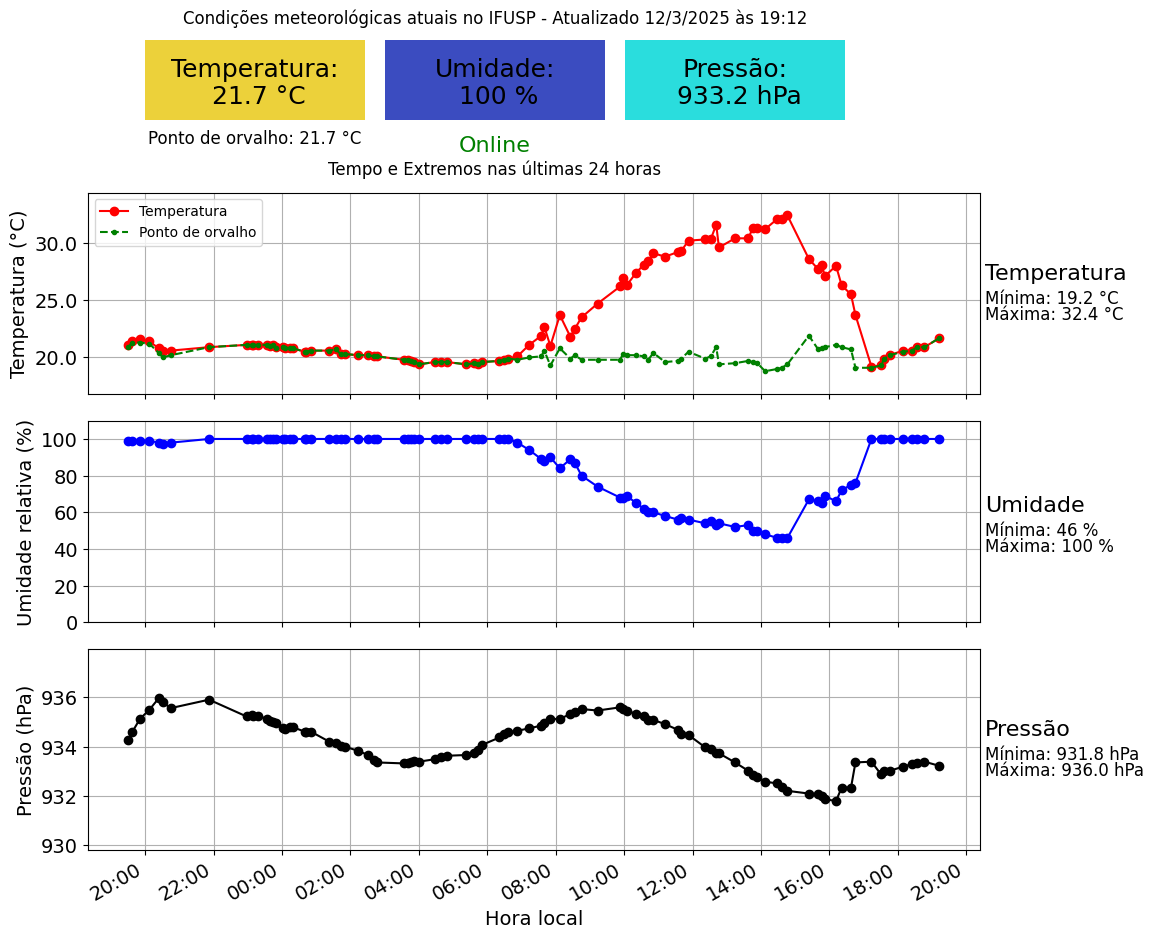 Condições meteorológicas atuais no IFUSP - Atualizado 12/3/2025 às 19:12
Temperatura:
21.7 °C
Umidade:
100 %
Pressão:
933.2 hPa
Ponto de orvalho: 21.7 °C
Online
Tempo e Extremos nas últimas 24 horas
Temperatura (°C)
30.0
25.0
20.0
Temperatura
Ponto de orvalho
Temperatura
Mínima: 19.2 °C
Máxima: 32.4 °C
Umidade relativa (%)
100
80
60
40
20
0
Umidade
Mínima: 46 %
Máxima: 100 %
Pressão (hPa)
936
934
932
930
Pressão
Mínima: 931.8 hPa
Máxima: 936.0 hPa
20:00 22:00 00:00 02:00 04:00 06:00 08:00 10:00 12:00 14:00 16:00 18:00 20:00
Hora local